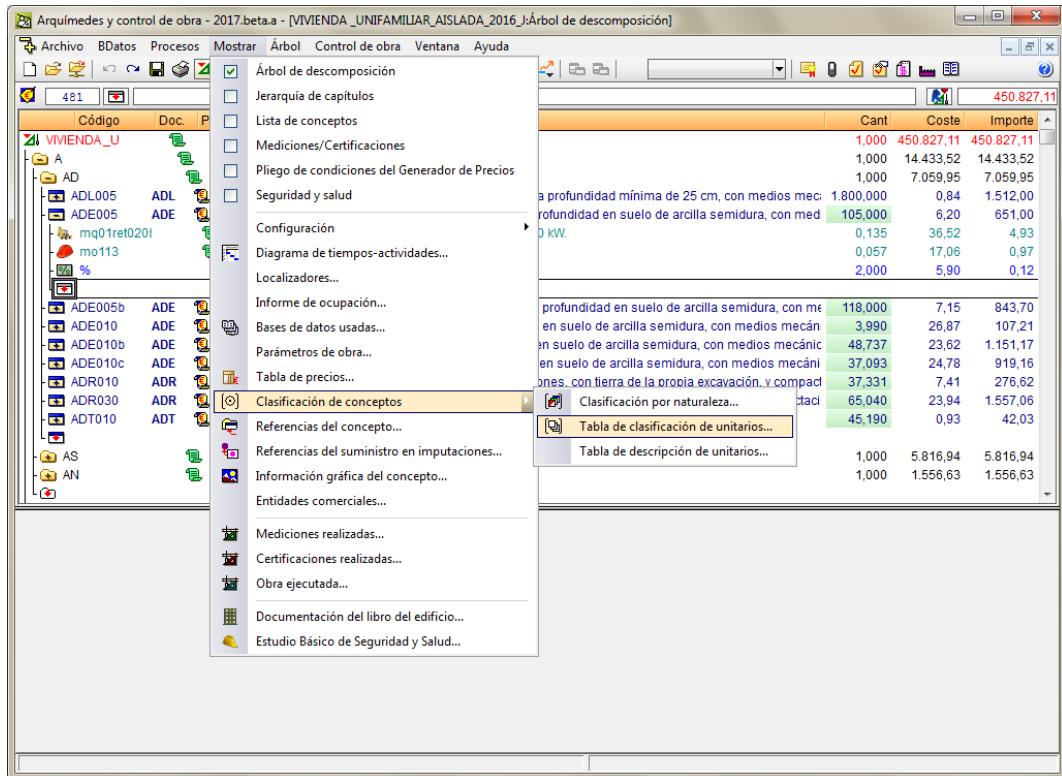 Arquímedes y control de obra - 2017.beta.a - [VIVIENDA _UNIFAMILIAR_AISLADA_2016_J:Árbol de descomposición]
Archivo BDatos Procesos Mostrar Árbol Control de obra Ventana Ayuda
481 450.827,11
Código Doc. P Cant Coste Importe
VIVIENDA_U 1,000 450.827,11 450.827,11
A 1,000 14.433,52 14.433,52
AD 1,000 7.059,95 7.059,95
ADL005 ADL a profundidad mínima de 25 cm, con medios mec 1.800,000 0,84 1.512,00
ADE005 ADE rofundidad en suelo de arcilla semidura, con med 105,000 6,20 651,00
mq01ret020 0 kW. 0,135 36,52 4,93
mo113 0,057 17,06 0,97
% % 2,000 5,90 0,12
ADE005b ADE profundidad en suelo de arcilla semidura, con me 118,000 7,15 843,70
ADE010 ADE en suelo de arcilla semidura, con medios mecán 3,990 26,87 107,21
ADE010b ADE en suelo de arcilla semidura, con medios mecánic 48,737 23,62 1.151,17
ADE010c ADE en suelo de arcilla semidura, con medios mecáni 37,093 24,78 919,16
ADR010 ADR ones, con tierra de la propia excavación, y compact 37,331 7,41 276,62
ADR030 ADR ctaci 65,040 23,94 1.557,06
ADT010 ADT 45,190 0,93 42,03
AS 1,000 5.816,94 5.816,94
AN 1,000 1.556,63 1.556,63
Árbol de descomposición
Jerarquía de capítulos
Lista de conceptos
Mediciones/Certificaciones
Pliego de condiciones del Generador de Precios
Seguridad y salud
Configuración
Diagrama de tiempos-actividades...
Localizadores...
Informe de ocupación...
Bases de datos usadas...
Parámetros de obra...
Tabla de precios...
Clasificación de conceptos
Referencias del concepto...
Referencias del suministro en imputaciones...
Información gráfica del concepto...
Entidades comerciales...
Mediciones realizadas...
Certificaciones realizadas...
Obra ejecutada...
Documentación del libro del edificio...
Estudio Básico de Seguridad y Salud...
Clasificación por naturaleza...
Tabla de clasificación de unitarios...
Tabla de descripción de unitarios...